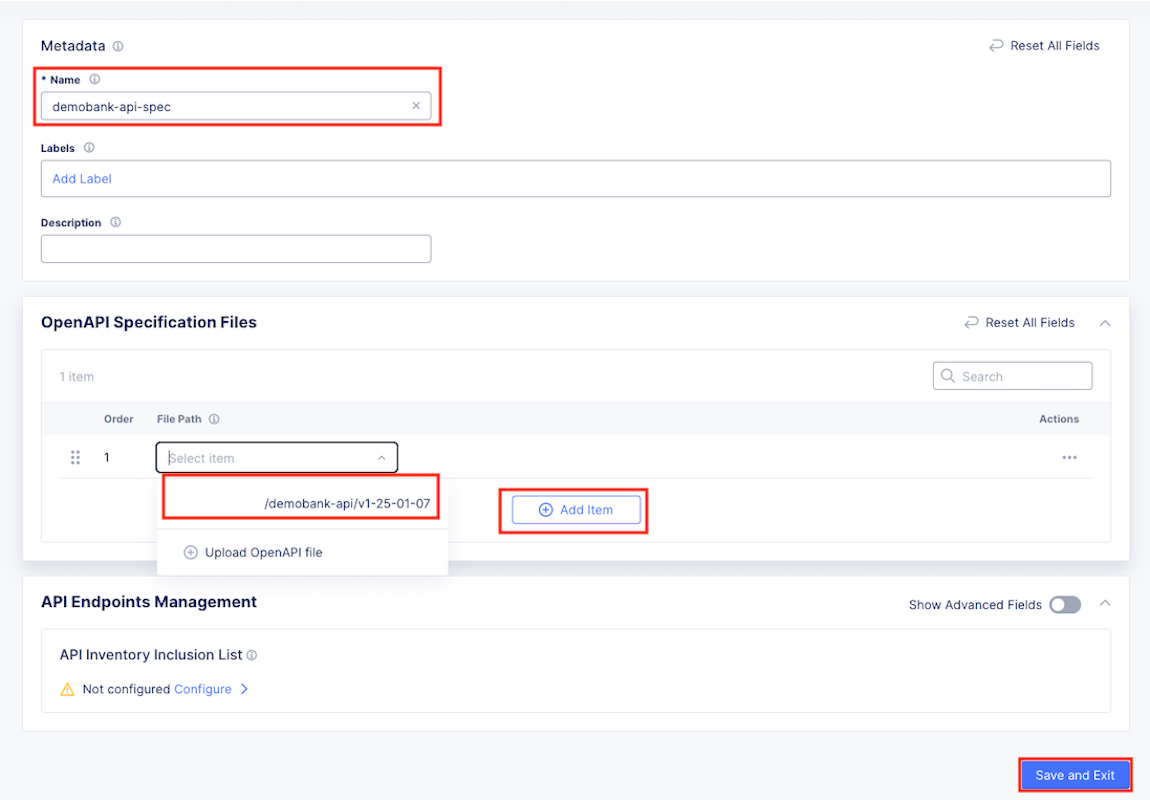 Metadata
Reset All Fields
* Name
demobank-api-spec
Labels
Add Label
Description
OpenAPI Specification Files
Reset All Fields
1 item
Search
Order File Path Actions
1 Select item
/demobank-api/v1-25-01-07
Add Item
Upload OpenAPI file
API Endpoints Management
Show Advanced Fields
API Inventory Inclusion List
Not configured Configure
Save and Exit